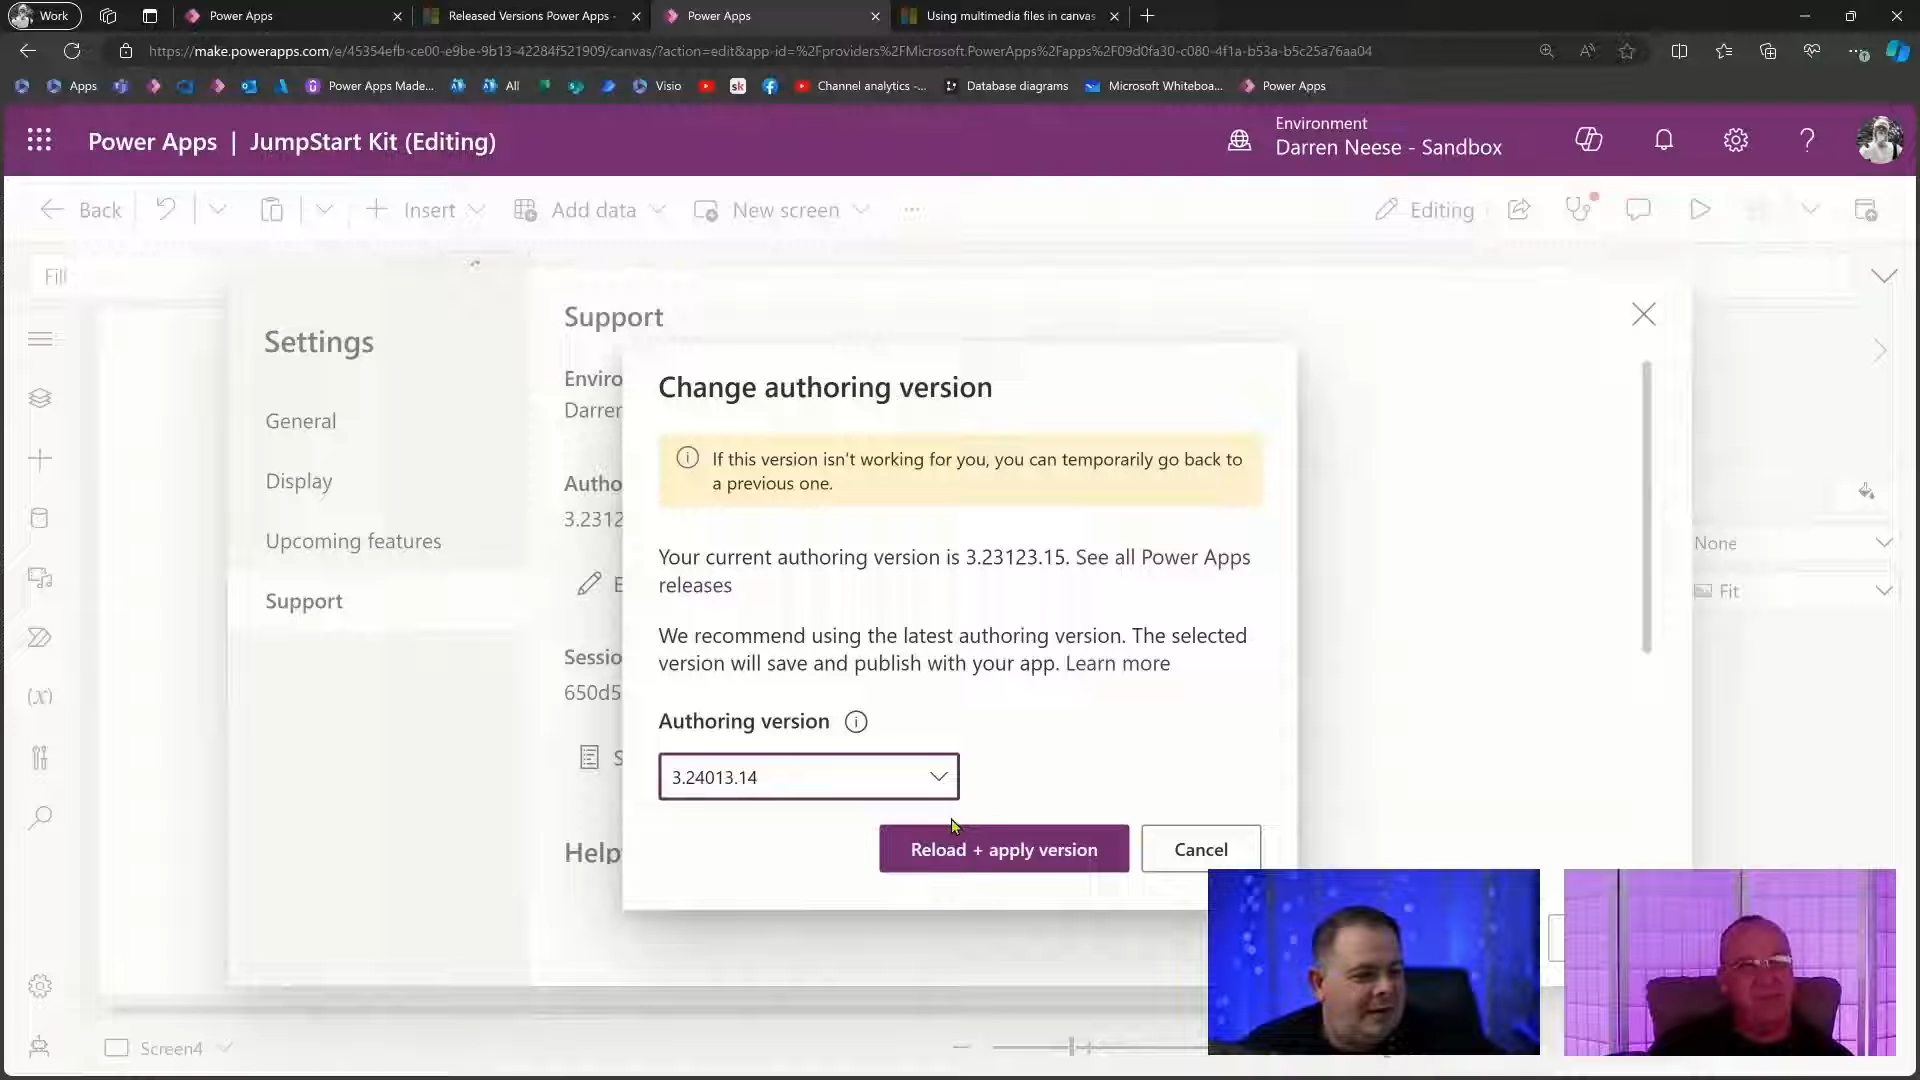 Work
Power Apps
Released Versions Power Apps -
Power Apps
Using multimedia files in canvas
https://make.powerapps.com/e/45354efb-ce00-e9be-9b13-42284f521909/canvas/?action=edit&app-id=%2Fproviders%2FMicrosoft.PowerApps%2Fapps%2F09d0fa30-c080-4f1a-b53a-b5c25a76aa04
Apps
Power Apps Made...
All
Visio
sk
Channel analytics -...
Database diagrams
Microsoft Whiteboa...
Power Apps
Power Apps | JumpStart Kit (Editing)
Environment
Darren Neese - Sandbox
Back
Insert
Add data
New screen
Editing
Fill
Settings
General
Display
Upcoming features
Support
Support
Enviro
Darren
Autho
3.2312
E
Sessio
650d5
S
Help
Change authoring version
If this version isn't working for you, you can temporarily go back to
a previous one.
Your current authoring version is 3.23123.15. See all Power Apps
releases
We recommend using the latest authoring version. The selected
version will save and publish with your app. Learn more
Authoring version
3.24013.14
Reload + apply version
Cancel
None
Fit
(x)
Screen4